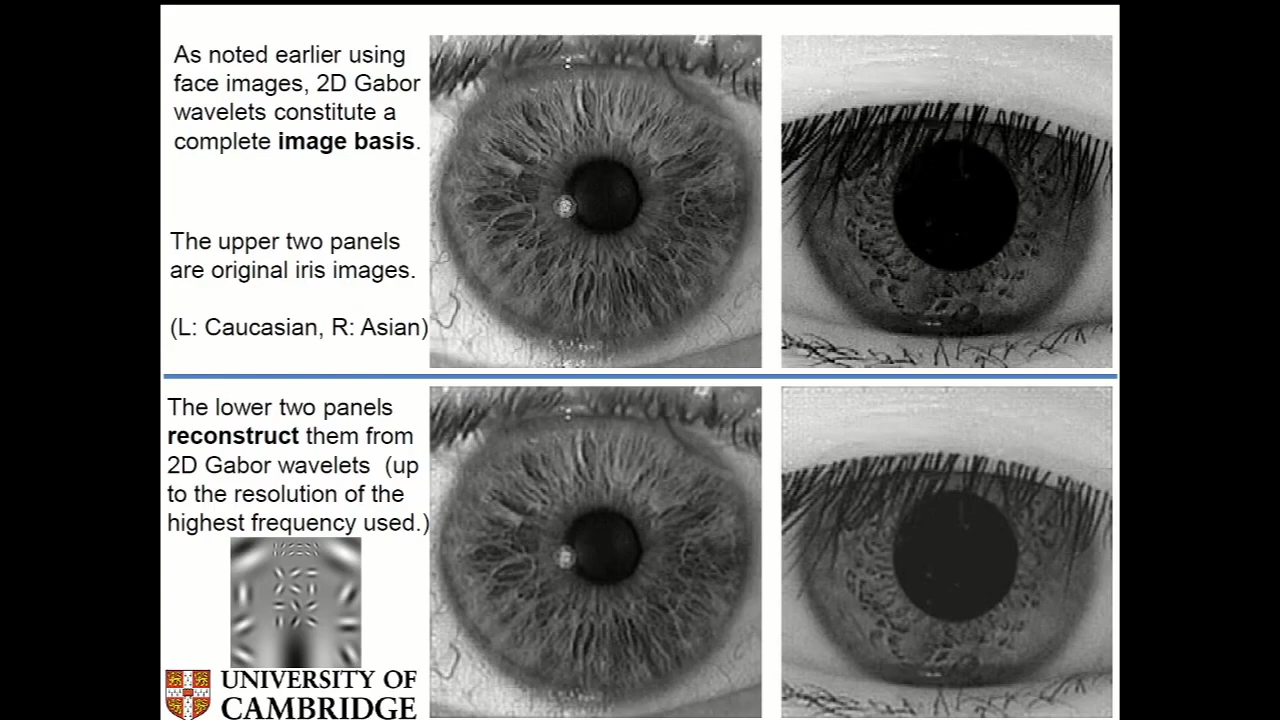 As noted earlier using
face images, 2D Gabor
wavelets constitute a
complete image basis.
The upper two panels
are original iris images.
(L: Caucasian, R: Asian)
The lower two panels
reconstruct them from
2D Gabor wavelets (up
to the resolution of the
highest frequency used.)
UNIVERSITY OF
CAMBRIDGE